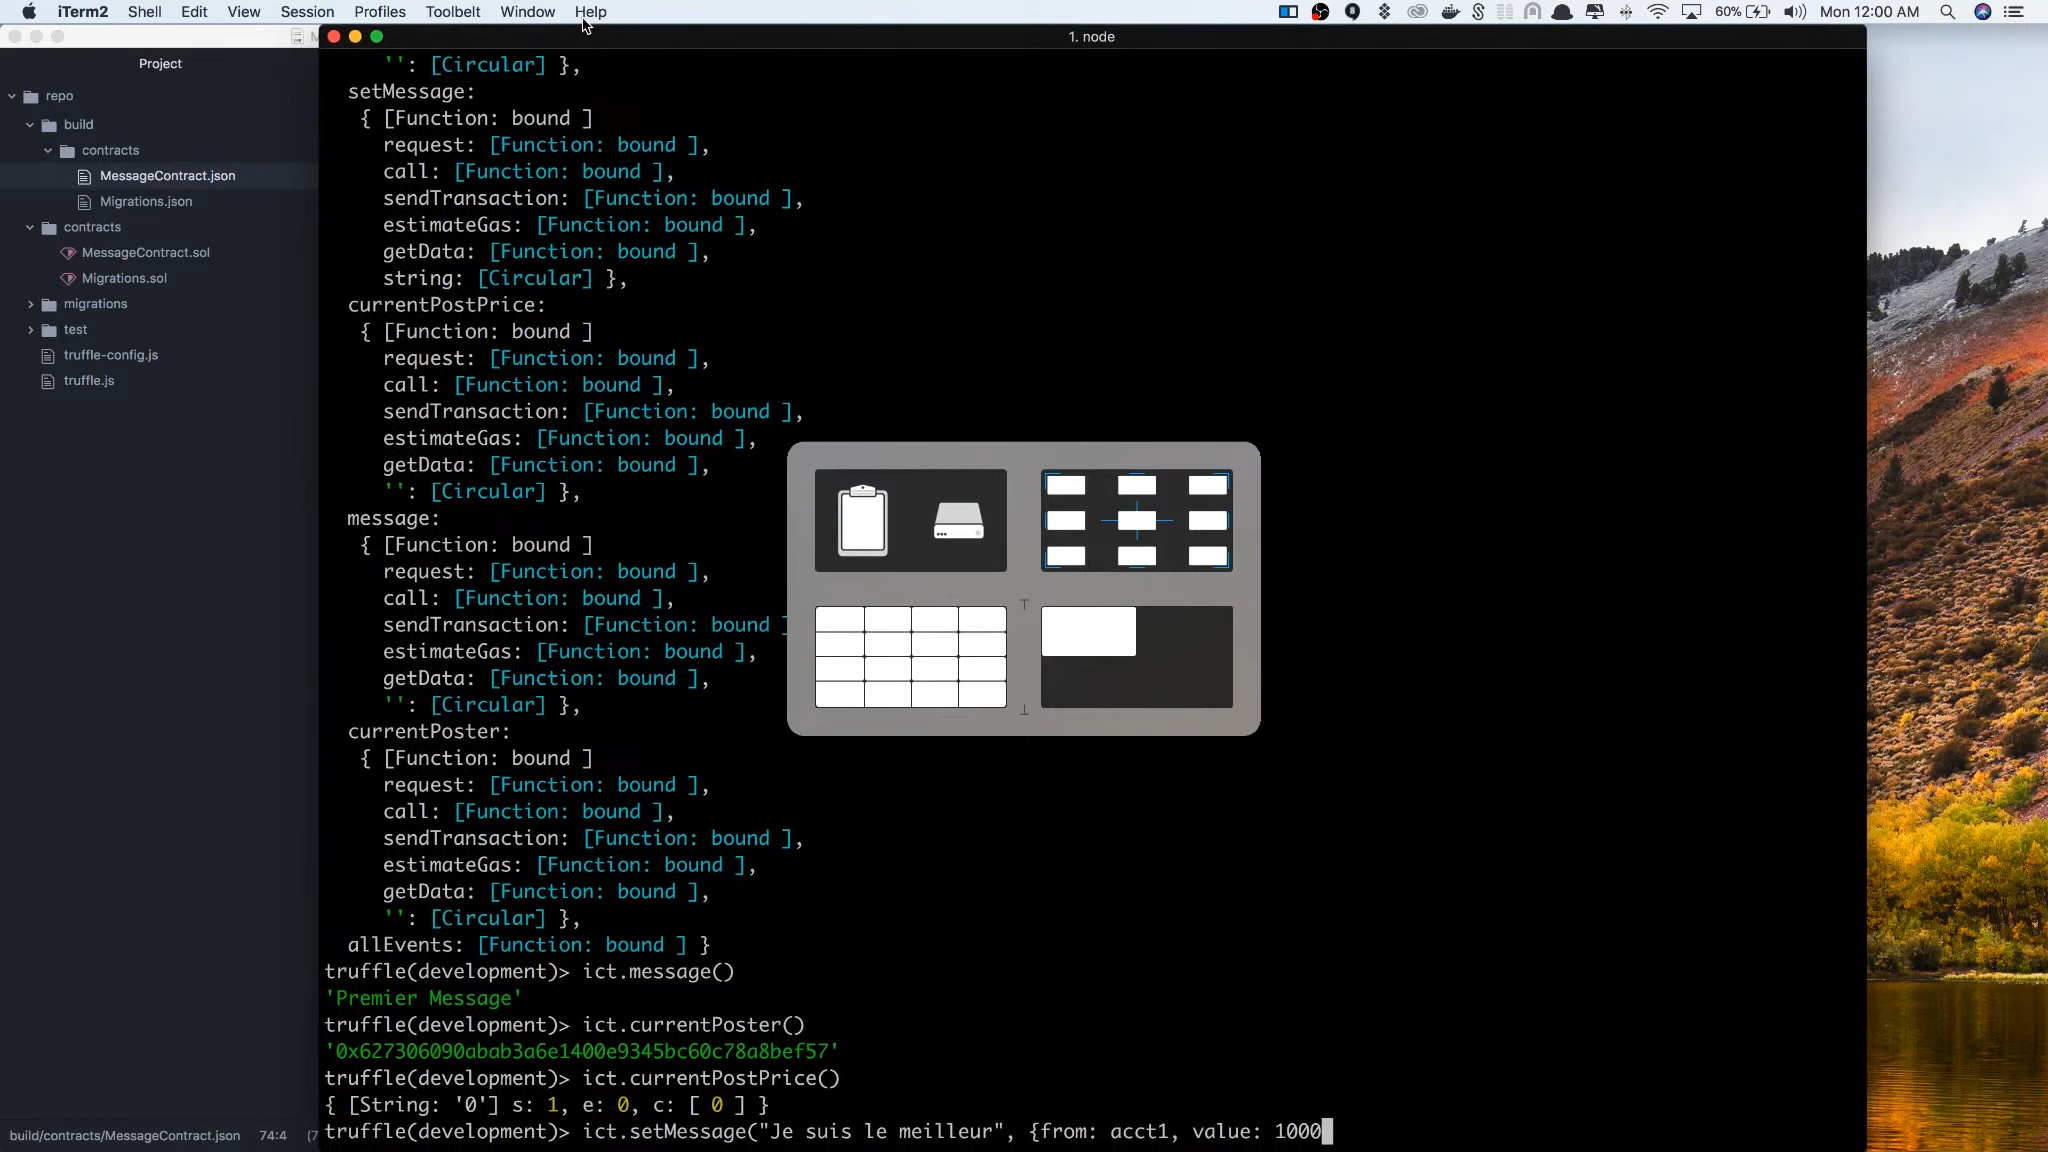 iTerm2 Shell Edit View Session Profiles Toolbelt Window Help 60% Mon 12:00 AM
1. node
Project
repo
build
contracts
MessageContract.json
Migrations.json
contracts
MessageContract.sol
Migrations.sol
migrations
test
truffle-config.js
truffle.js
build/contracts/MessageContract.json 74:4 (7
'': [Circular] },
setMessage:
{ [Function: bound ]
request: [Function: bound ],
call: [Function: bound ],
sendTransaction: [Function: bound ],
estimateGas: [Function: bound ],
getData: [Function: bound ],
string: [Circular] },
currentPostPrice:
{ [Function: bound ]
request: [Function: bound ],
call: [Function: bound ],
sendTransaction: [Function: bound ],
estimateGas: [Function: bound ],
getData: [Function: bound ],
'': [Circular] },
message:
{ [Function: bound ]
request: [Function: bound ],
call: [Function: bound ],
sendTransaction: [Function: bound ]
estimateGas: [Function: bound ],
getData: [Function: bound ],
'': [Circular] },
currentPoster:
{ [Function: bound ]
request: [Function: bound ],
call: [Function: bound ],
sendTransaction: [Function: bound ],
estimateGas: [Function: bound ],
getData: [Function: bound ],
'': [Circular] },
allEvents: [Function: bound ] }
truffle(development)> ict.message()
'Premier Message'
truffle(development)> ict.currentPoster()
'0x627306090abab3a6e1400e9345bc60c78a8bef57'
truffle(development)> ict.currentPostPrice()
{ [String: '0'] s: 1, e: 0, c: [ 0 ] }
truffle(development)> ict.setMessage("Je suis le meilleur", {from: acct1, value: 1000